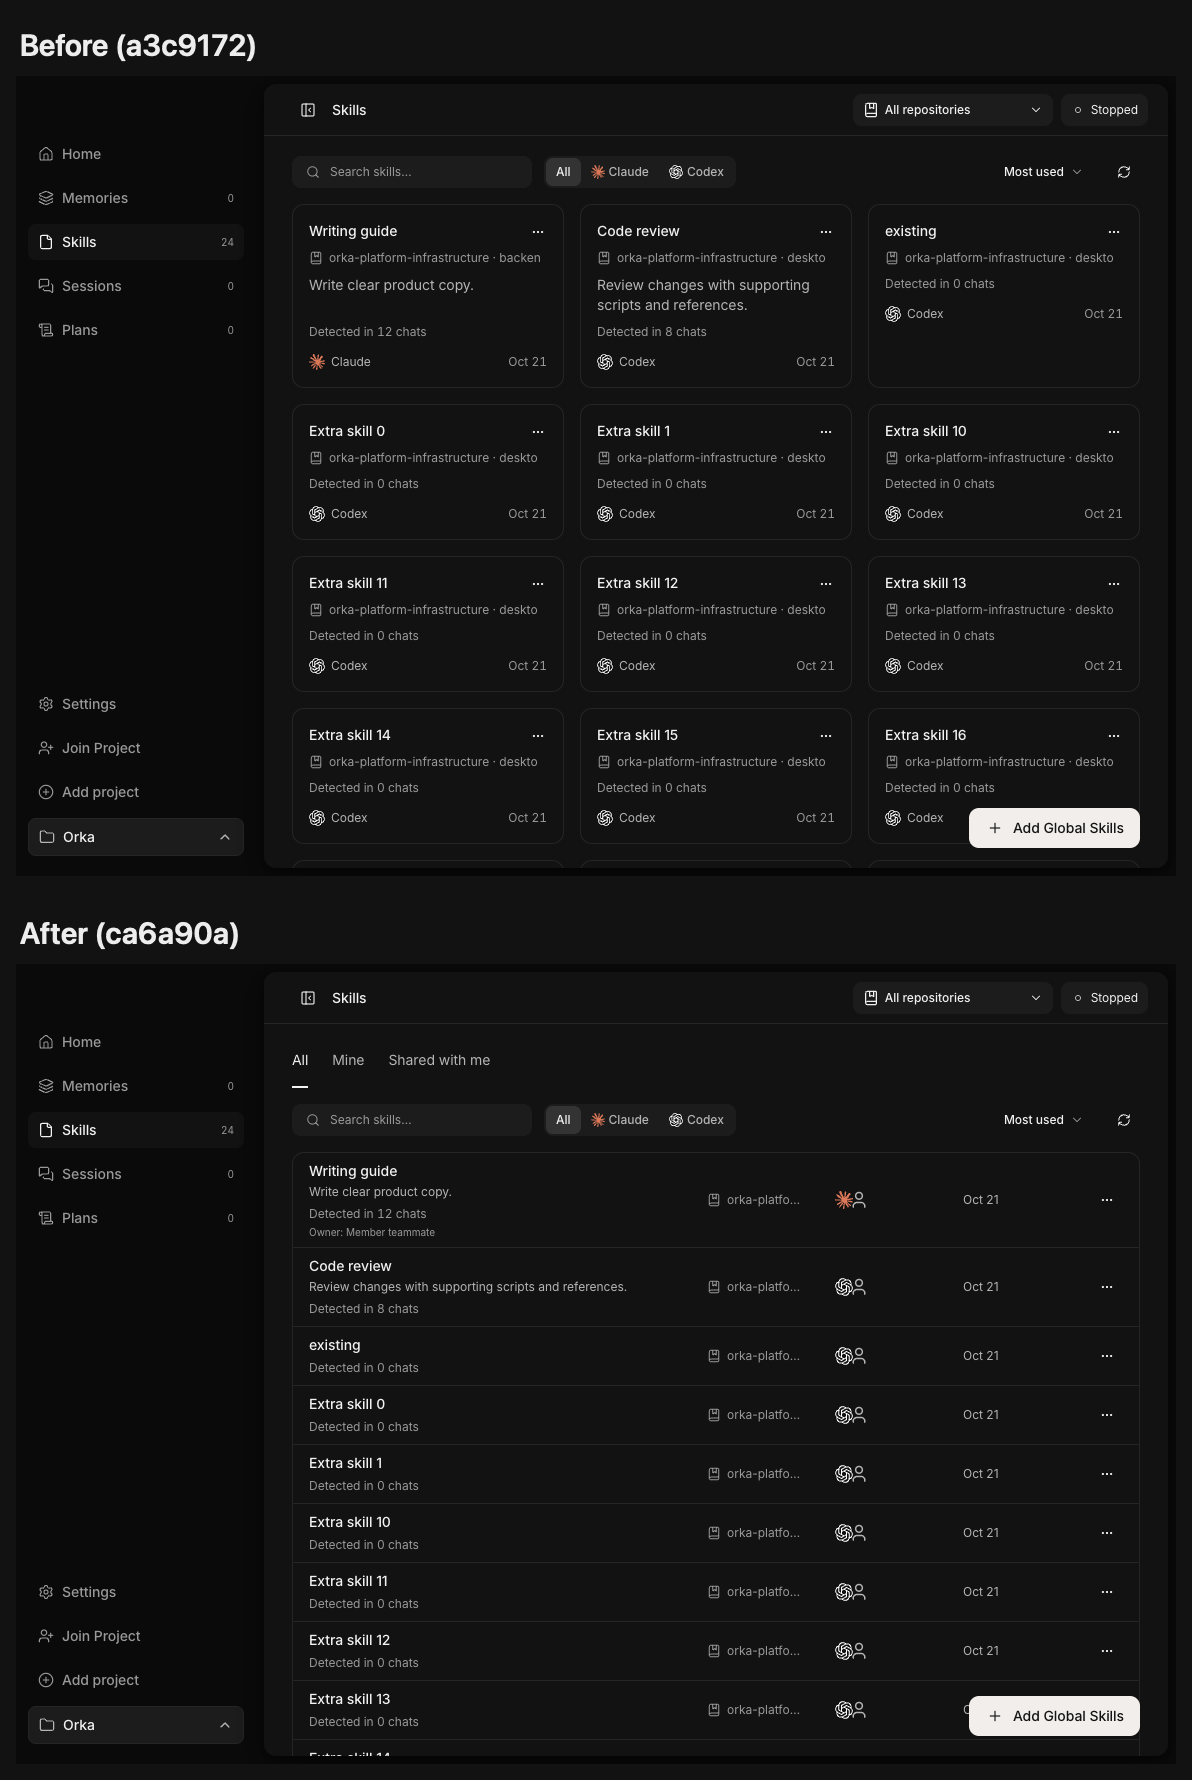 Before (a3c9172)
Skills
All repositories
Stopped
Home
Memories 0
Skills 24
Sessions 0
Plans 0
Search skills...
All Claude Codex
Most used
Writing guide
orka-platform-infrastructure · backen
Write clear product copy.
Detected in 12 chats
Claude Oct 21
Code review
orka-platform-infrastructure · deskto
Review changes with supporting
scripts and references.
Detected in 8 chats
Codex Oct 21
existing
orka-platform-infrastructure · deskto
Detected in 0 chats
Codex Oct 21
Extra skill 0
orka-platform-infrastructure · deskto
Detected in 0 chats
Codex Oct 21
Extra skill 1
orka-platform-infrastructure · deskto
Detected in 0 chats
Codex Oct 21
Extra skill 10
orka-platform-infrastructure · deskto
Detected in 0 chats
Codex Oct 21
Extra skill 11
orka-platform-infrastructure · deskto
Detected in 0 chats
Codex Oct 21
Extra skill 12
orka-platform-infrastructure · deskto
Detected in 0 chats
Codex Oct 21
Extra skill 13
orka-platform-infrastructure · deskto
Detected in 0 chats
Codex Oct 21
Extra skill 14
orka-platform-infrastructure · deskto
Detected in 0 chats
Codex Oct 21
Extra skill 15
orka-platform-infrastructure · deskto
Detected in 0 chats
Codex Oct 21
Extra skill 16
orka-platform-infrastructure · deskto
Detected in 0 chats
Codex
Add Global Skills
Settings
Join Project
Add project
Orka
After (ca6a90a)
Skills
All repositories
Stopped
Home
Memories 0
Skills 24
Sessions 0
Plans 0
All Mine Shared with me
Search skills...
All Claude Codex
Most used
Writing guide
Write clear product copy.
Detected in 12 chats
Owner: Member teammate
orka-platfo... Oct 21
Code review
Review changes with supporting scripts and references.
Detected in 8 chats
orka-platfo... Oct 21
existing
Detected in 0 chats
orka-platfo... Oct 21
Extra skill 0
Detected in 0 chats
orka-platfo... Oct 21
Extra skill 1
Detected in 0 chats
orka-platfo... Oct 21
Extra skill 10
Detected in 0 chats
orka-platfo... Oct 21
Extra skill 11
Detected in 0 chats
orka-platfo... Oct 21
Extra skill 12
Detected in 0 chats
orka-platfo... Oct 21
Extra skill 13
Detected in 0 chats
orka-platfo...
Add Global Skills
Settings
Join Project
Add project
Orka